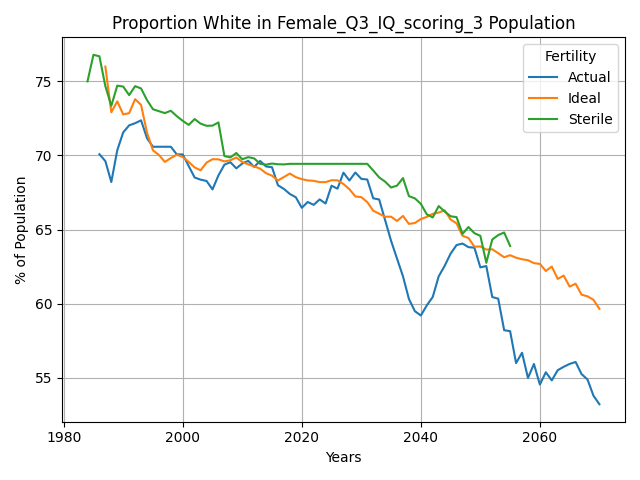 Proportion White in Female_Q3_IQ_scoring_3 Population
% of Population
75
70
65
60
55
1980
2000
2020
2040
2060
Years
Fertility
Actual
Ideal
Sterile